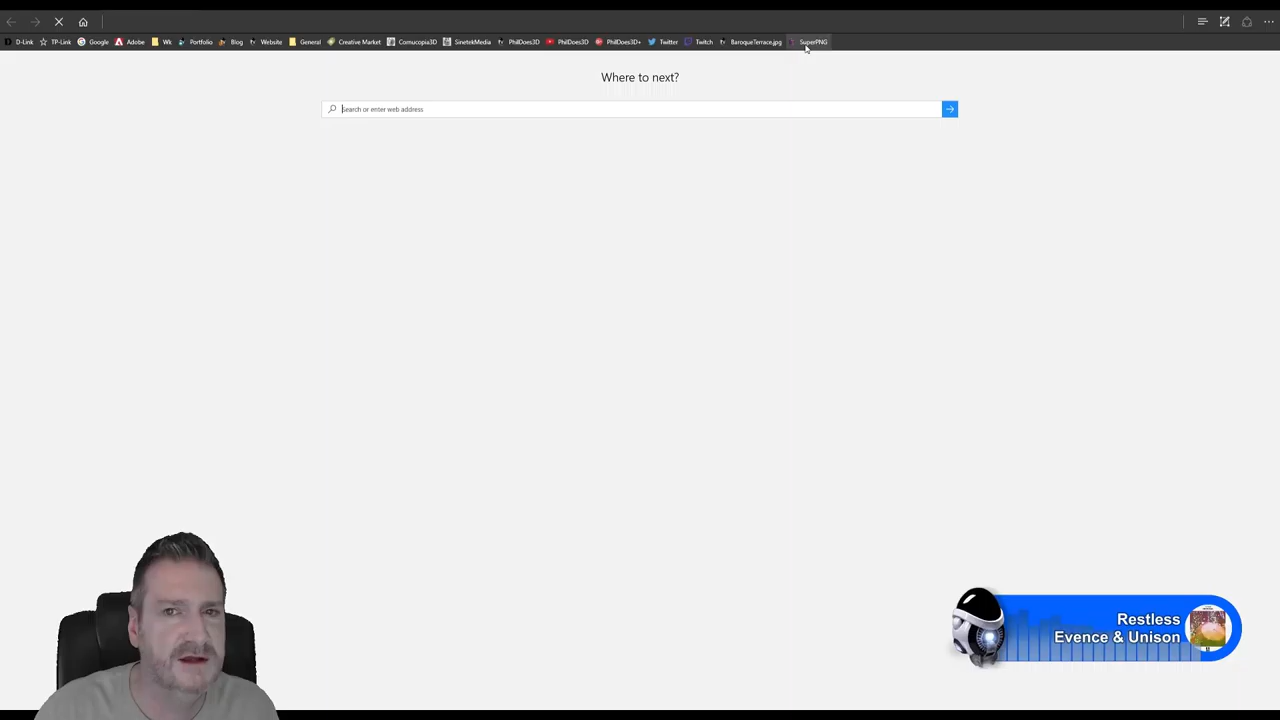 D-Link TP-Link Google Adobe Wk Portfolio Blog Website General Creative Market Cornucopia3D SinetekMedia PhilDoes3D PhilDoes3D PhilDoes3D+ Twitter Twitch BaroqueTerrace.jpg SuperPNG
Where to next?
Search or enter web address
Restless
Evence & Unison